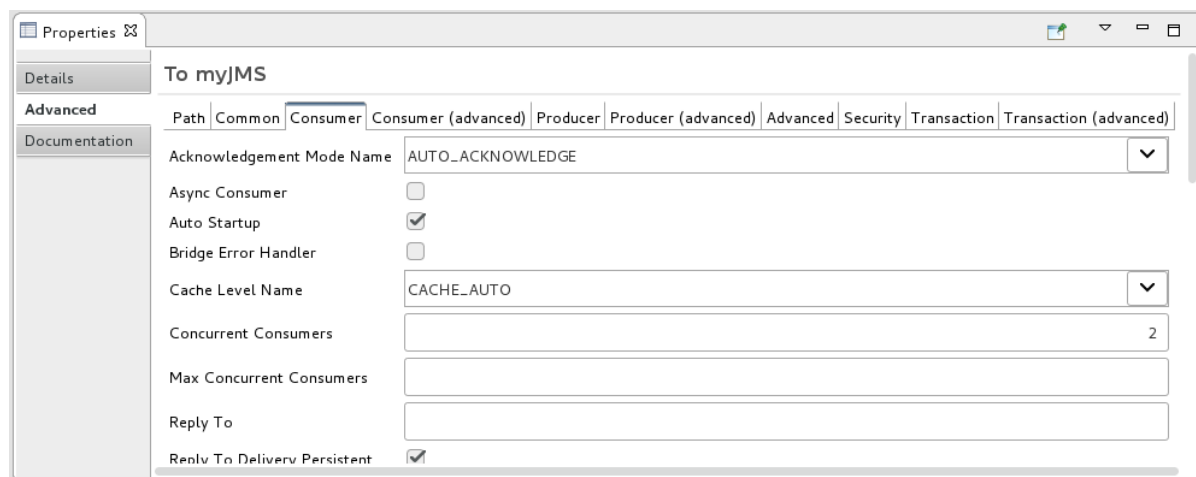 Properties
Details
Advanced
Documentation
To myJMS
Path Common Consumer Consumer (advanced) Producer Producer (advanced) Advanced Security Transaction Transaction (advanced)
Acknowledgement Mode Name AUTO_ACKNOWLEDGE
Async Consumer
Auto Startup
Bridge Error Handler
Cache Level Name CACHE_AUTO
Concurrent Consumers 2
Max Concurrent Consumers
Reply To
Reply To Delivery Persistent